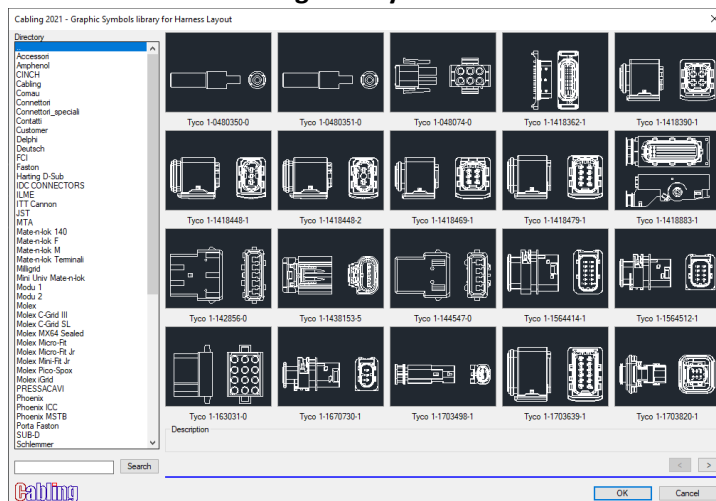 Cabling 2021 - Graphic Symbols library for Harness Layout
Directory
..
Accessori
Amphenol
CINCH
Cabling
Comau
Connettori
Connettori_speciali
Contatti
Customer
Delphi
Deutsch
FCI
Faston
Harting D-Sub
IDC CONNECTORS
ILME
ITT Cannon
JST
MTA
Mate-n-lok 140
Mate-n-lok F
Mate-n-lok M
Mate-n-lok Terminali
Milligrid
Mini Univ Mate-n-lok
Modu 1
Modu 2
Molex
Molex C-Grid III
Molex C-Grid SL
Molex MX64 Sealed
Molex Micro-Fit
Molex Micro-Fit Jr
Molex Mini-Fit Jr
Molex Pico-Spox
Molex iGrid
PRESSACAVI
Phoenix
Phoenix ICC
Phoenix MSTB
Porta Faston
SUB-D
Schlemmer
Search
Cabling
Tyco 1-0480350-0 Tyco 1-0480351-0 Tyco 1-048074-0 Tyco 1-1418362-1 Tyco 1-1418390-1
Tyco 1-1418448-1 Tyco 1-1418448-2 Tyco 1-1418469-1 Tyco 1-1418479-1 Tyco 1-1418883-1
Tyco 1-142856-0 Tyco 1-1438153-5 Tyco 1-144547-0 Tyco 1-1564414-1 Tyco 1-1564512-1
Tyco 1-163031-0 Tyco 1-1670730-1 Tyco 1-1703498-1 Tyco 1-1703639-1 Tyco 1-1703820-1
Description
< >
OK Cancel